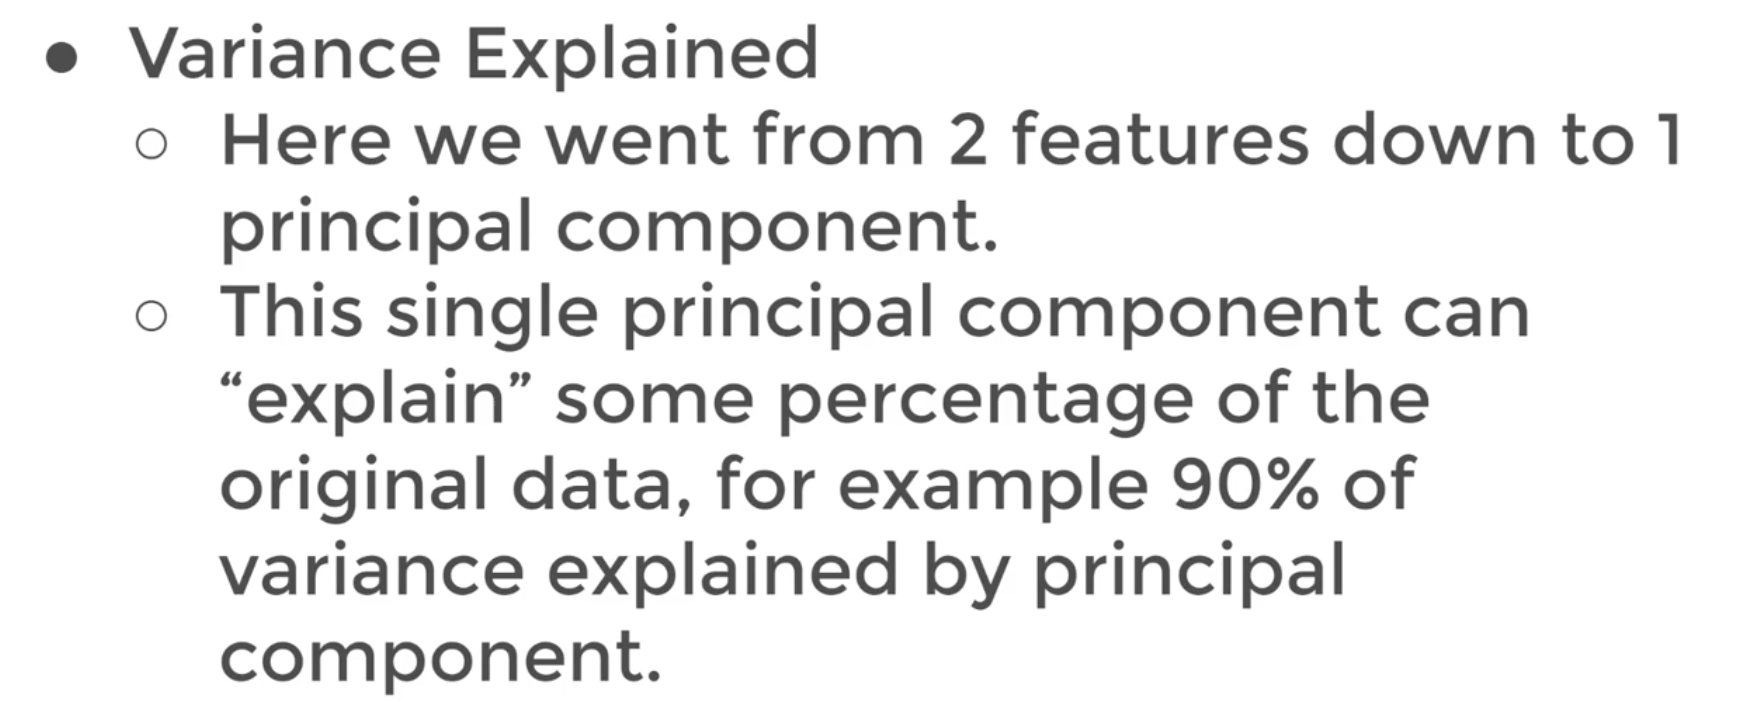 ● Variance Explained
○ Here we went from 2 features down to 1
principal component.
○ This single principal component can
“explain” some percentage of the
original data, for example 90% of
variance explained by principal
component.